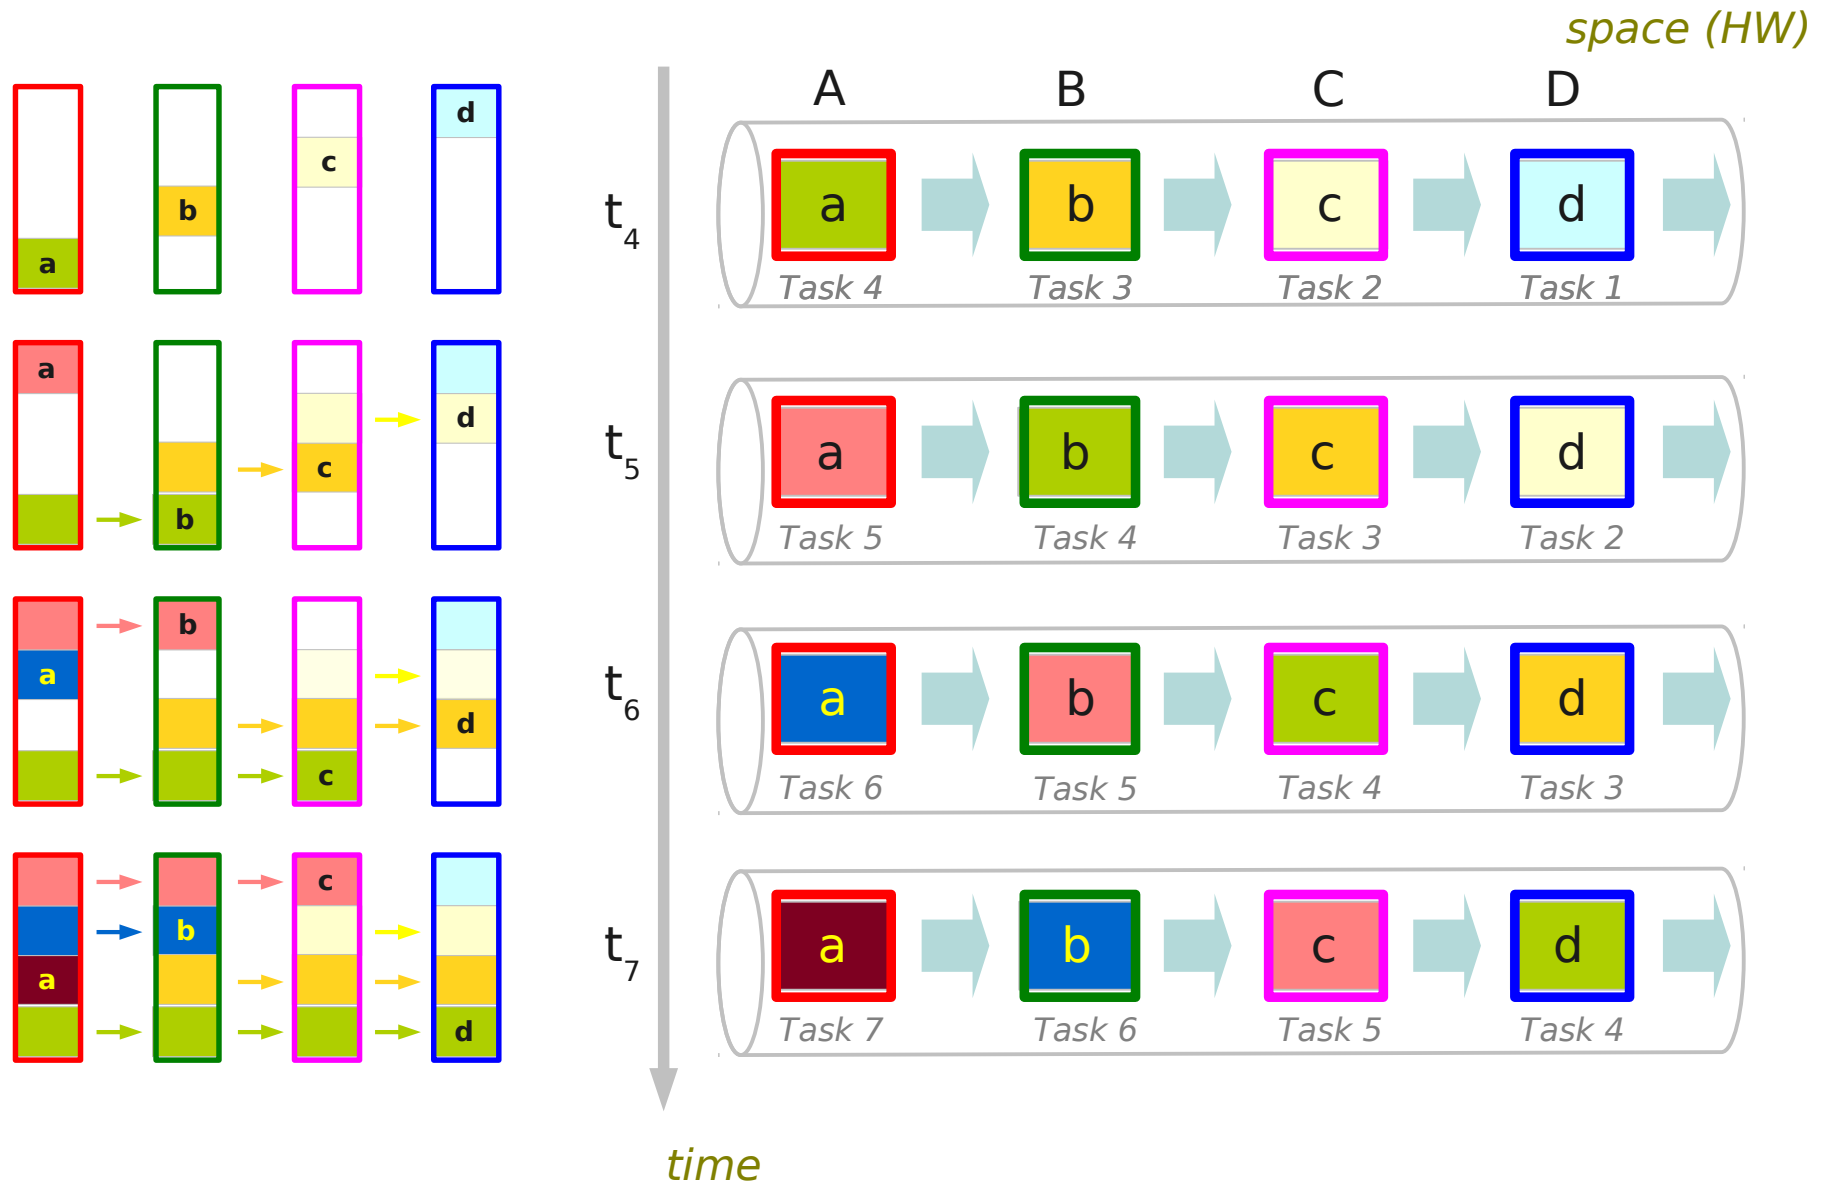 space (HW)
A B C D
d
c
b
a
t4
a b c d
Task 4 Task 3 Task 2 Task 1
a
d
c
b
t5
a b c d
Task 5 Task 4 Task 3 Task 2
b
a
d
c
t6
a b c d
Task 6 Task 5 Task 4 Task 3
c
b
a
d
t7
a b c d
Task 7 Task 6 Task 5 Task 4
time